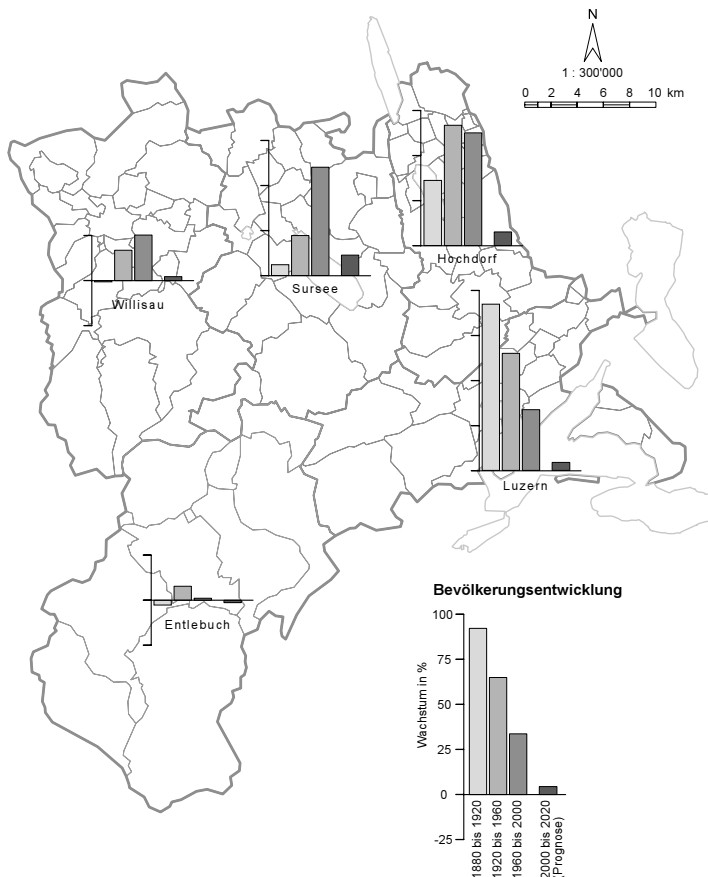 N
1 : 300'000
0 2 4 6 8 10 km
Hochdorf
Sursee
Willisau
Luzern
Entlebuch
Bevölkerungsentwicklung
Wachstum in %
100
75
50
25
0
-25
1880 bis 1920
1920 bis 1960
1960 bis 2000
2000 bis 2020
(Prognose)